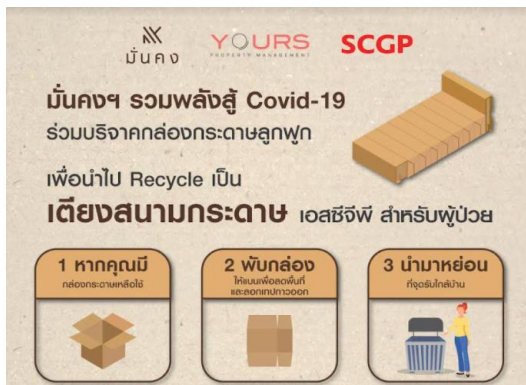 มั่นคง
YOURS
PROPERTY MANAGEMENT
SCGP
มั่นคงฯ รวมพลังสู้ Covid-19
ร่วมบริจาคกล่องกระดาษลูกฟูก
เพื่อนำไป Recycle เป็น
เตียงสนามกระดาษ เอสซีจีพี สำหรับผู้ป่วย
1 หากคุณมี
กล่องกระดาษเหลือใช้
2 พับกล่อง
ให้แบนเพื่อลดพื้นที่
และลอกเทปกาวออก
3 นำมาหย่อน
ที่จุดรับใกล้บ้าน